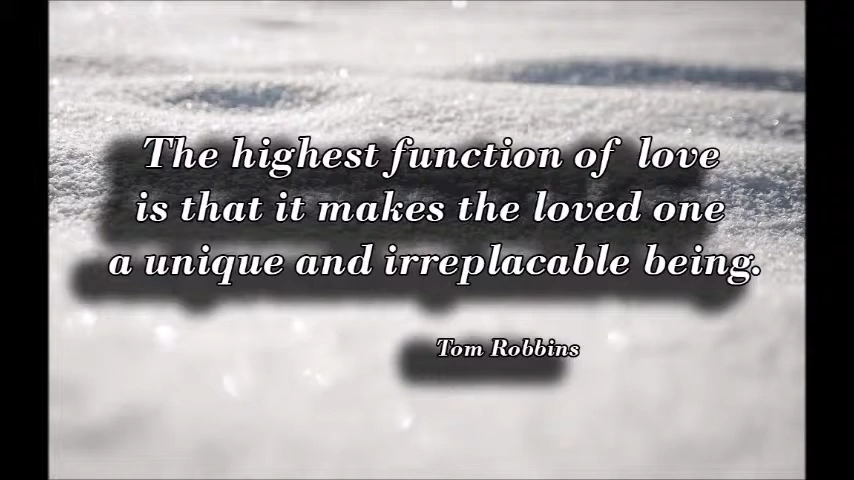 The highest function of love
is that it makes the loved one
a unique and irreplacable being.
Tom Robbins